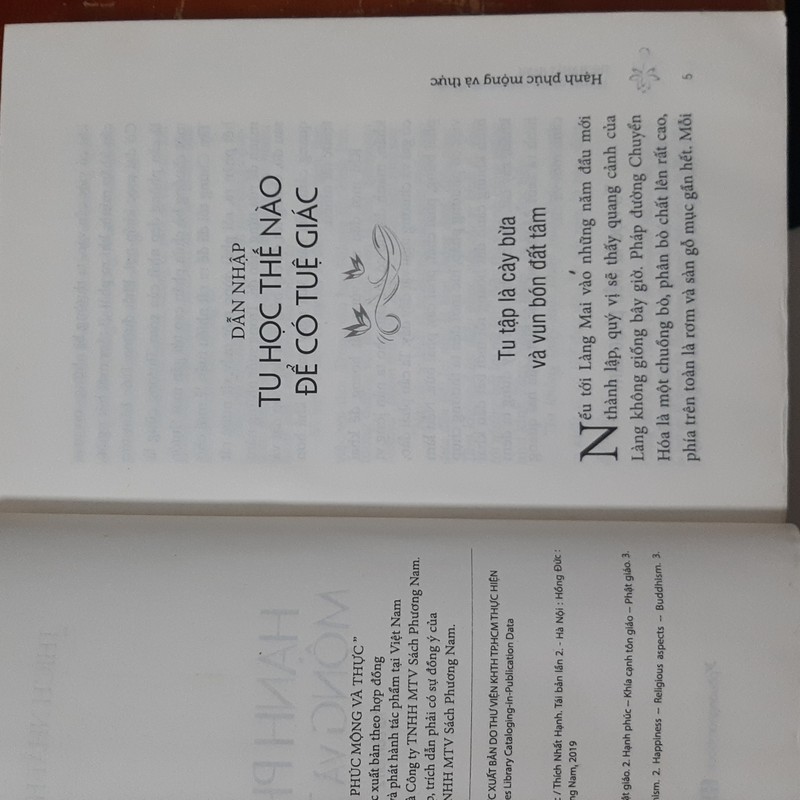 PHÚC MỘNG VÀ THỰC ”
xuất bản theo hợp đồng
và phát hành tác phẩm tại Việt Nam
Công ty TNHH MTV Sách Phương Nam.
trích dẫn phải có sự đồng ý của
MTV Sách Phương Nam.
XUẤT BẢN DO THƯ VIỆN KHTH TP.HCM THỰC HIỆN
Library Cataloging-in-Publication Data
/ Thích Nhất Hạnh. Tái bản lần 2. - Hà Nội : Hồng Đức :
Nam, 2019
giáo. 2. Hạnh phúc – Khía cạnh tôn giáo – Phật giáo. 3.
2. Happiness – Religious aspects – Buddhism. 3.
DẪN NHẬP
TU HỌC THẾ NÀO
ĐỂ CÓ TUỆ GIÁC
Tu tập là cày bừa
và vun bón đất tâm
Nếu tới Làng Mai vào những năm đầu mới
thành lập, quý vị sẽ thấy quang cảnh của
Làng không giống bây giờ. Pháp đường Chuyển
Hóa là một chuồng bò, phân bò chất lên rất cao,
phía trên toàn là rơm và sàn gỗ mục gần hết. Mỗi
Hạnh phúc mộng và thực
5